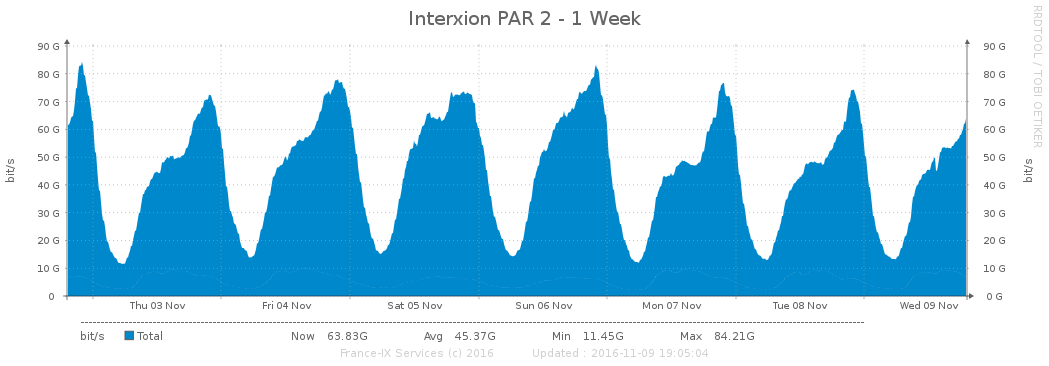 Interxion PAR 2 - 1 Week
RRDTOOL / TOBI OETIKER
90 G 90 G
80 G 80 G
70 G 70 G
60 G 60 G
50 G 50 G
40 G 40 G
30 G 30 G
20 G 20 G
10 G 10 G
0 0 G
bit/s bit/s
Thu 03 Nov Fri 04 Nov Sat 05 Nov Sun 06 Nov Mon 07 Nov Tue 08 Nov Wed 09 Nov
bit/s Total Now 63.83G Avg 45.37G Min 11.45G Max 84.21G
France-IX Services (c) 2016 Updated : 2016-11-09 19:05:04